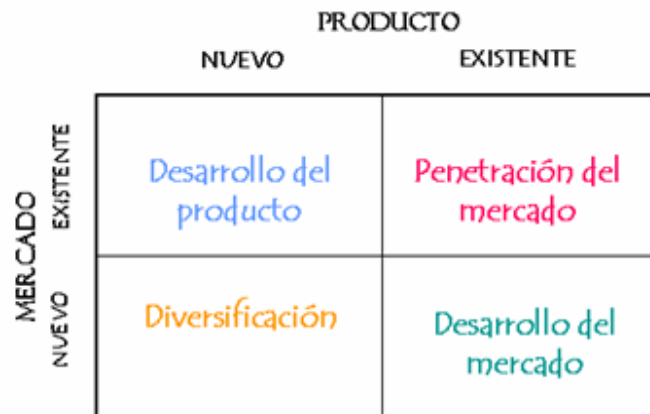 PRODUCTO
NUEVO EXISTENTE
MERCADO
EXISTENTE
Desarrollo del
producto
Penetración del
mercado
NUEVO
Diversificación
Desarrollo del
mercado